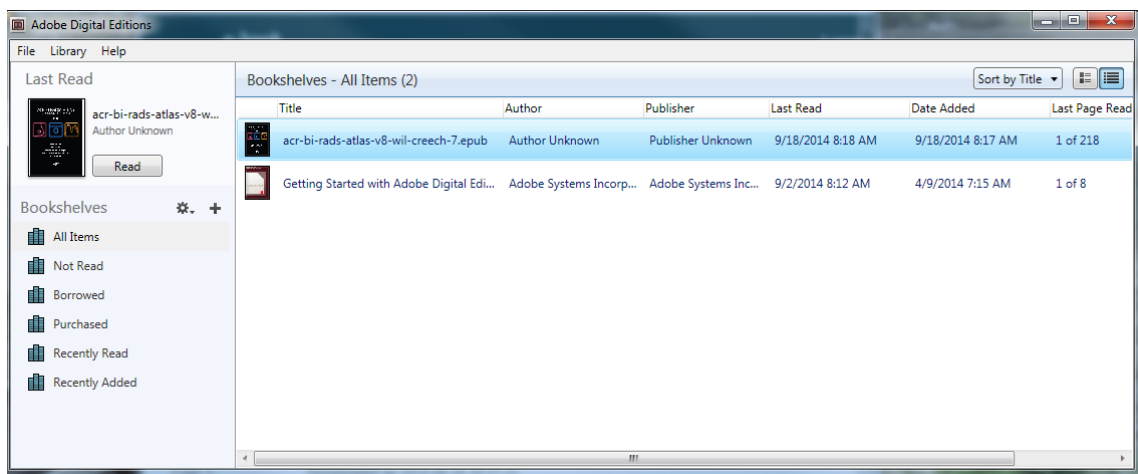 Adobe Digital Editions
File Library Help
Last Read
acr-bi-rads-atlas-v8-w...
Author Unknown
Read
Bookshelves
All Items
Not Read
Borrowed
Purchased
Recently Read
Recently Added
Bookshelves - All Items (2)
Sort by Title
Title Author Publisher Last Read Date Added Last Page Read
acr-bi-rads-atlas-v8-wil-creech-7.epub Author Unknown Publisher Unknown 9/18/2014 8:18 AM 9/18/2014 8:17 AM 1 of 218
Getting Started with Adobe Digital Edi... Adobe Systems Incorp... Adobe Systems Inc... 9/2/2014 8:12 AM 4/9/2014 7:15 AM 1 of 8